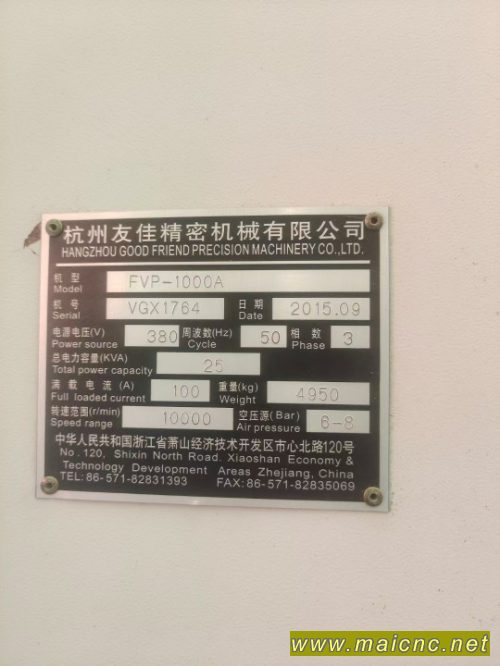 杭州友佳精密机械有限公司
HANGZHOU GOOD FRIEND PRECISION MACHINERY CO.,LTD.
机型 Model FVP-1000A
机号 Serial VGX1764 日期 Date 2015.09
电源电压(V) Power source 380 周波数(Hz) Cycle 50 相数 Phase 3
总电力容量(KVA) Total power capacity 25
满载电流(A) Full loaded current 100 重量(kg) Weight 4950
转速范围(r/min) Speed range 10000 空压源(Bar) Air pressure 6-8
中华人民共和国浙江省萧山经济技术开发区市心北路120号
No.120, Shixin North Road, Xiaoshan Economy &
Technology Development Areas Zhejiang, China
TEL:86-571-82831393 FAX:86-571-82835069
www.maicnc.net